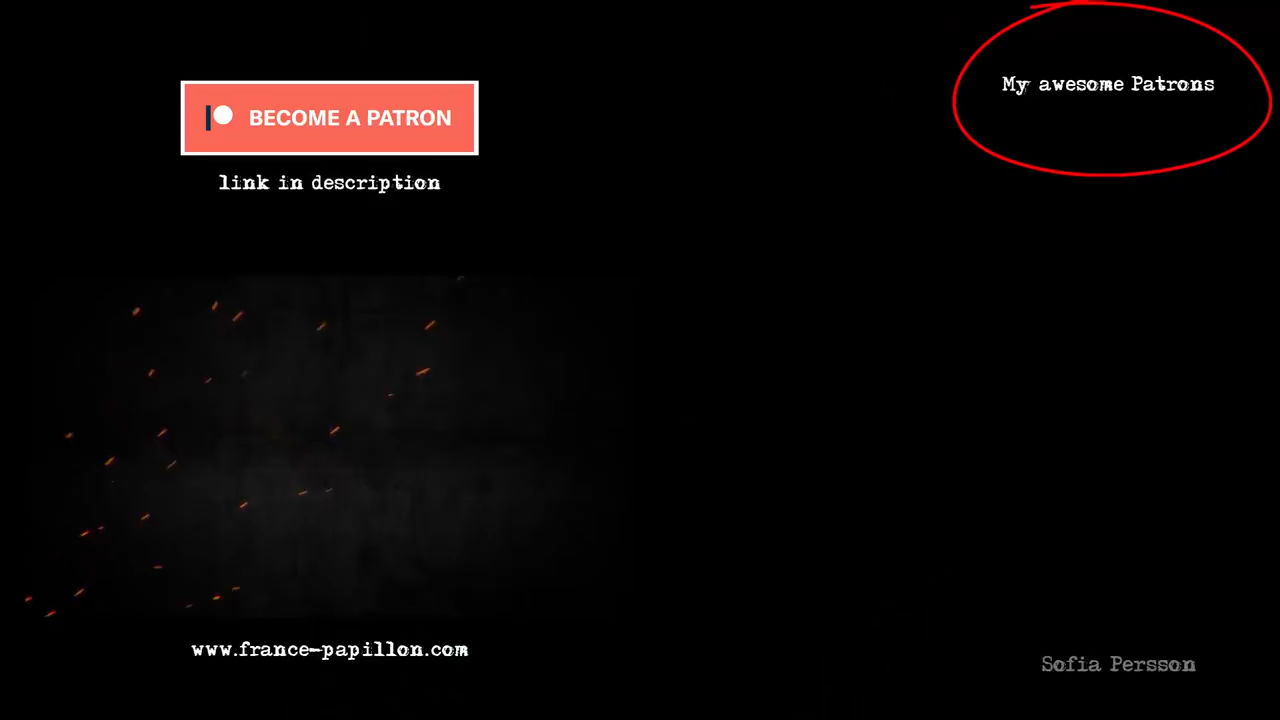 BECOME A PATRON
link in description
My awesome Patrons
www.france-papillon.com
Sofia Persson